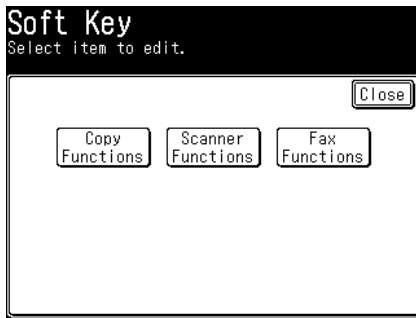 Soft Key
Select item to edit.
Close
Copy
Functions
Scanner
Functions
Fax
Functions